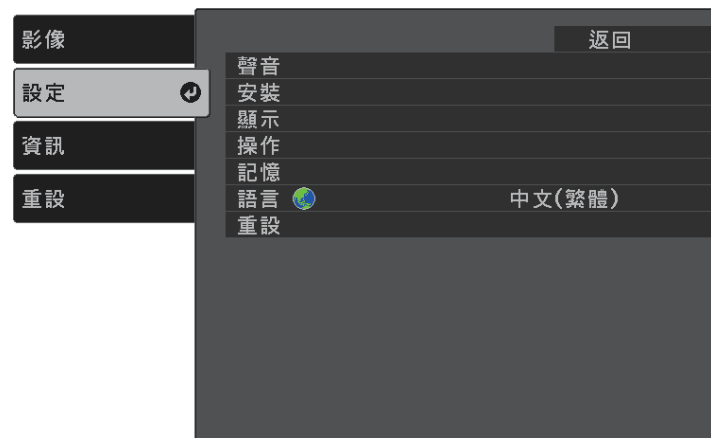 影像
設定
資訊
重設
返回
聲音
安裝
顯示
操作
記憶
語言 中文(繁體)
重設